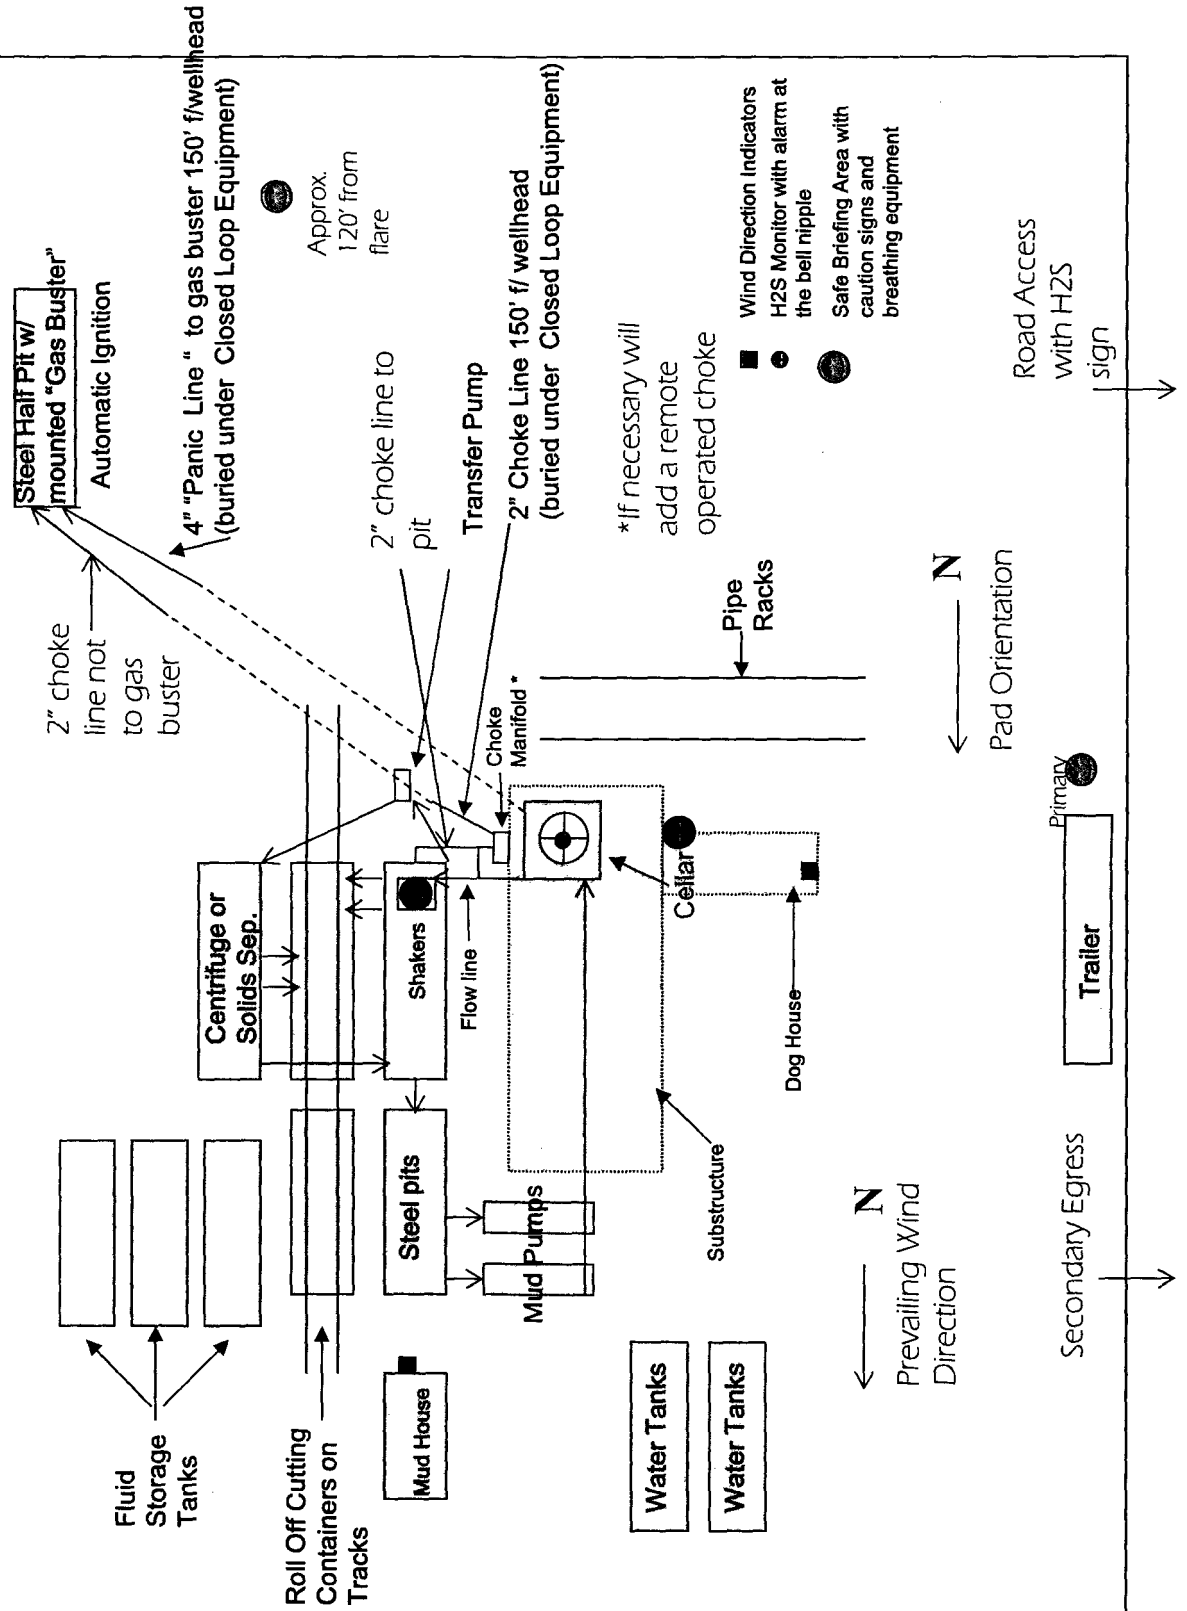 Steel Half Pit w/
mounted "Gas Buster"
Automatic Ignition
4" "Panic Line " to gas buster 150' f/wellhead
(buried under Closed Loop Equipment)
Approx.
120' from
flare
2" choke
line not
to gas
buster
2" choke line to
pit
Transfer Pump
2" Choke Line 150' f/ wellhead
(buried under Closed Loop Equipment)
*If necessary will
add a remote
operated choke
Wind Direction Indicators
H2S Monitor with alarm at
the bell nipple
Safe Briefing Area with
caution signs and
breathing equipment
Road Access
with H2S
sign
Fluid
Storage
Tanks
Centrifuge or
Solids Sep.
Roll Off Cutting
Containers on
Tracks
Shakers
Steel pits
Mud House
Flow line
Choke
Manifold *
Mud Pumps
Cellar
Pipe
Racks
Substructure
Dog House
Water Tanks
Water Tanks
N
Prevailing Wind
Direction
N
Pad Orientation
Primary
Trailer
Secondary Egress